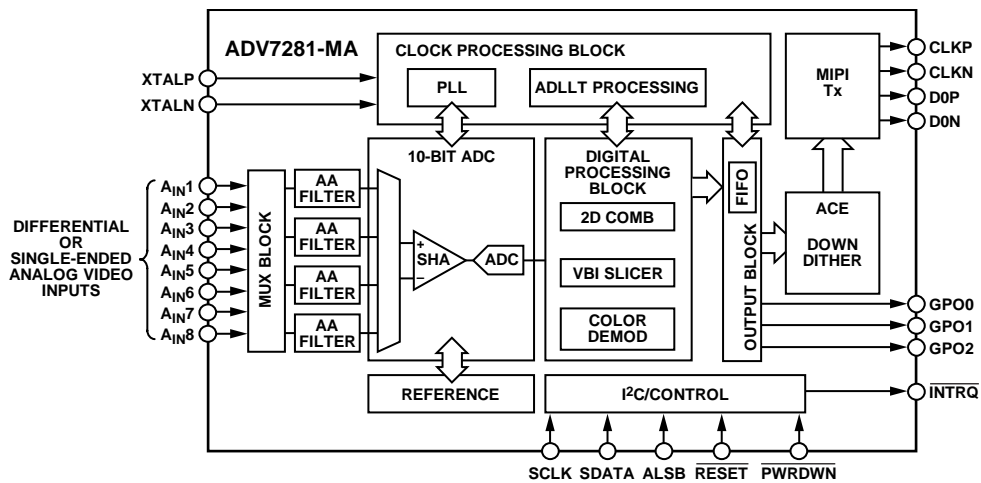 ADV7281-MA
CLOCK PROCESSING BLOCK
PLL
ADLLT PROCESSING
XTALP
XTALN
MIPI
Tx
CLKP
CLKN
D0P
D0N
10-BIT ADC
DIGITAL
PROCESSING
BLOCK
2D COMB
VBI SLICER
COLOR
DEMOD
FIFO
OUTPUT BLOCK
ACE
DOWN
DITHER
DIFFERENTIAL
OR
SINGLE-ENDED
ANALOG VIDEO
INPUTS
AIN1
AIN2
AIN3
AIN4
AIN5
AIN6
AIN7
AIN8
MUX BLOCK
AA
FILTER
AA
FILTER
AA
FILTER
AA
FILTER
+
SHA
–
ADC
GPO0
GPO1
GPO2
REFERENCE
I2C/CONTROL
INTRQ
SCLK SDATA ALSB RESET PWRDWN